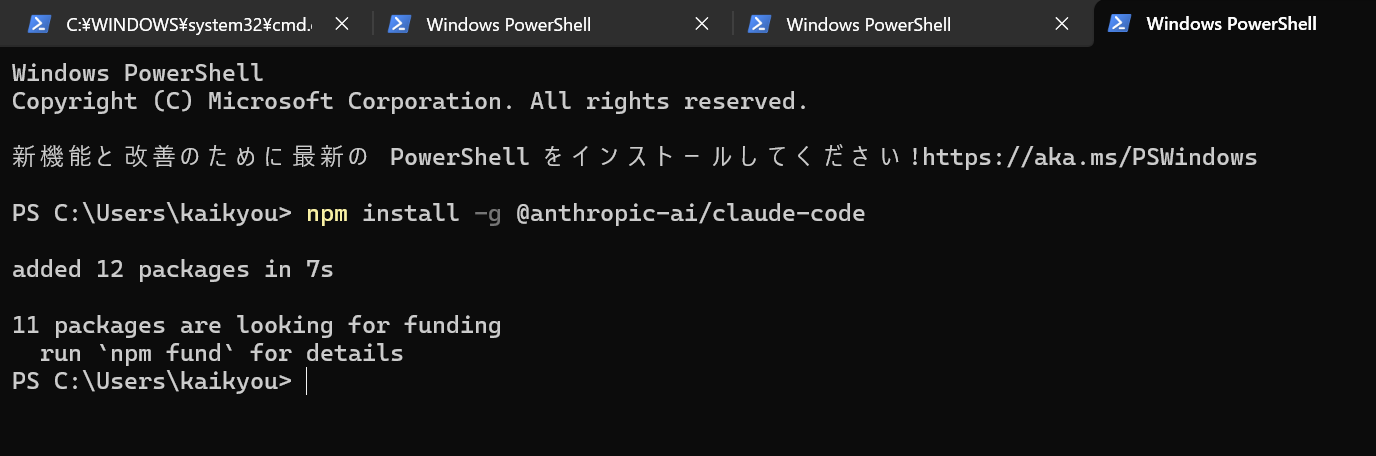 C:¥WINDOWS¥system32¥cmd.
Windows PowerShell
Windows PowerShell
Windows PowerShell
Windows PowerShell
Copyright (C) Microsoft Corporation. All rights reserved.
新機能と改善のために最新の PowerShell をインストールしてください!https://aka.ms/PSWindows
PS C:\Users\kaikyou> npm install -g @anthropic-ai/claude-code
added 12 packages in 7s
11 packages are looking for funding
  run `npm fund` for details
PS C:\Users\kaikyou>